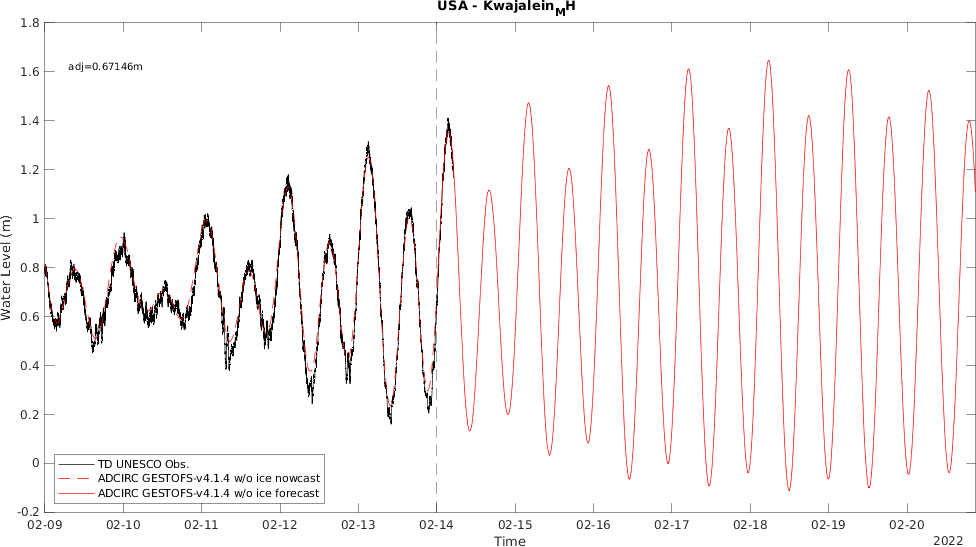 USA - Kwajalein_MH
1.8
1.6
1.4
1.2
1
0.8
0.6
0.4
0.2
0
-0.2
Water Level (m)
adj=0.67146m
TD UNESCO Obs.
ADCIRC GESTOFS-v4.1.4 w/o ice nowcast
ADCIRC GESTOFS-v4.1.4 w/o ice forecast
02-09 02-10 02-11 02-12 02-13 02-14 02-15 02-16 02-17 02-18 02-19 02-20
Time
2022